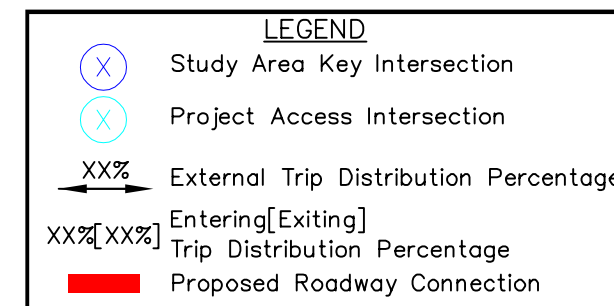 LEGEND
X Study Area Key Intersection
X Project Access Intersection
XX% External Trip Distribution Percentage
XX%[XX%] Entering[Exiting]
Trip Distribution Percentage
Proposed Roadway Connection